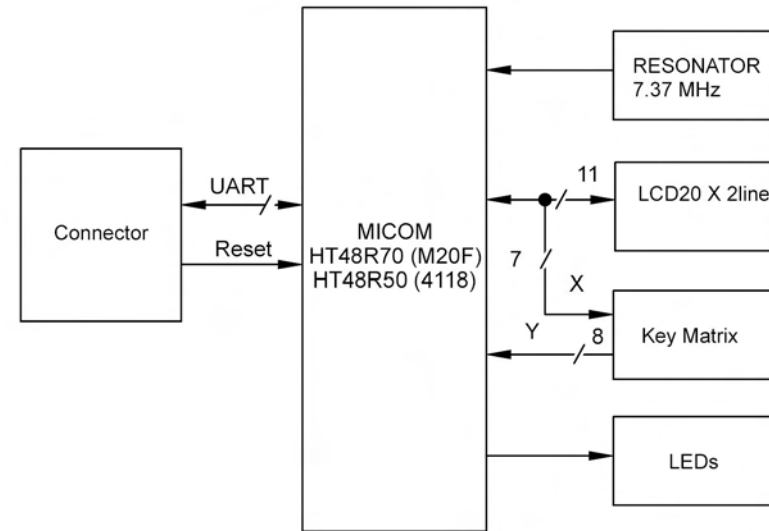 RESONATOR
7.37 MHz
11
UART
LCD20 X 2line
Connector
Reset
MICOM
HT48R70 (M20F)
HT48R50 (4118)
7
X
Y
8
Key Matrix
LEDs